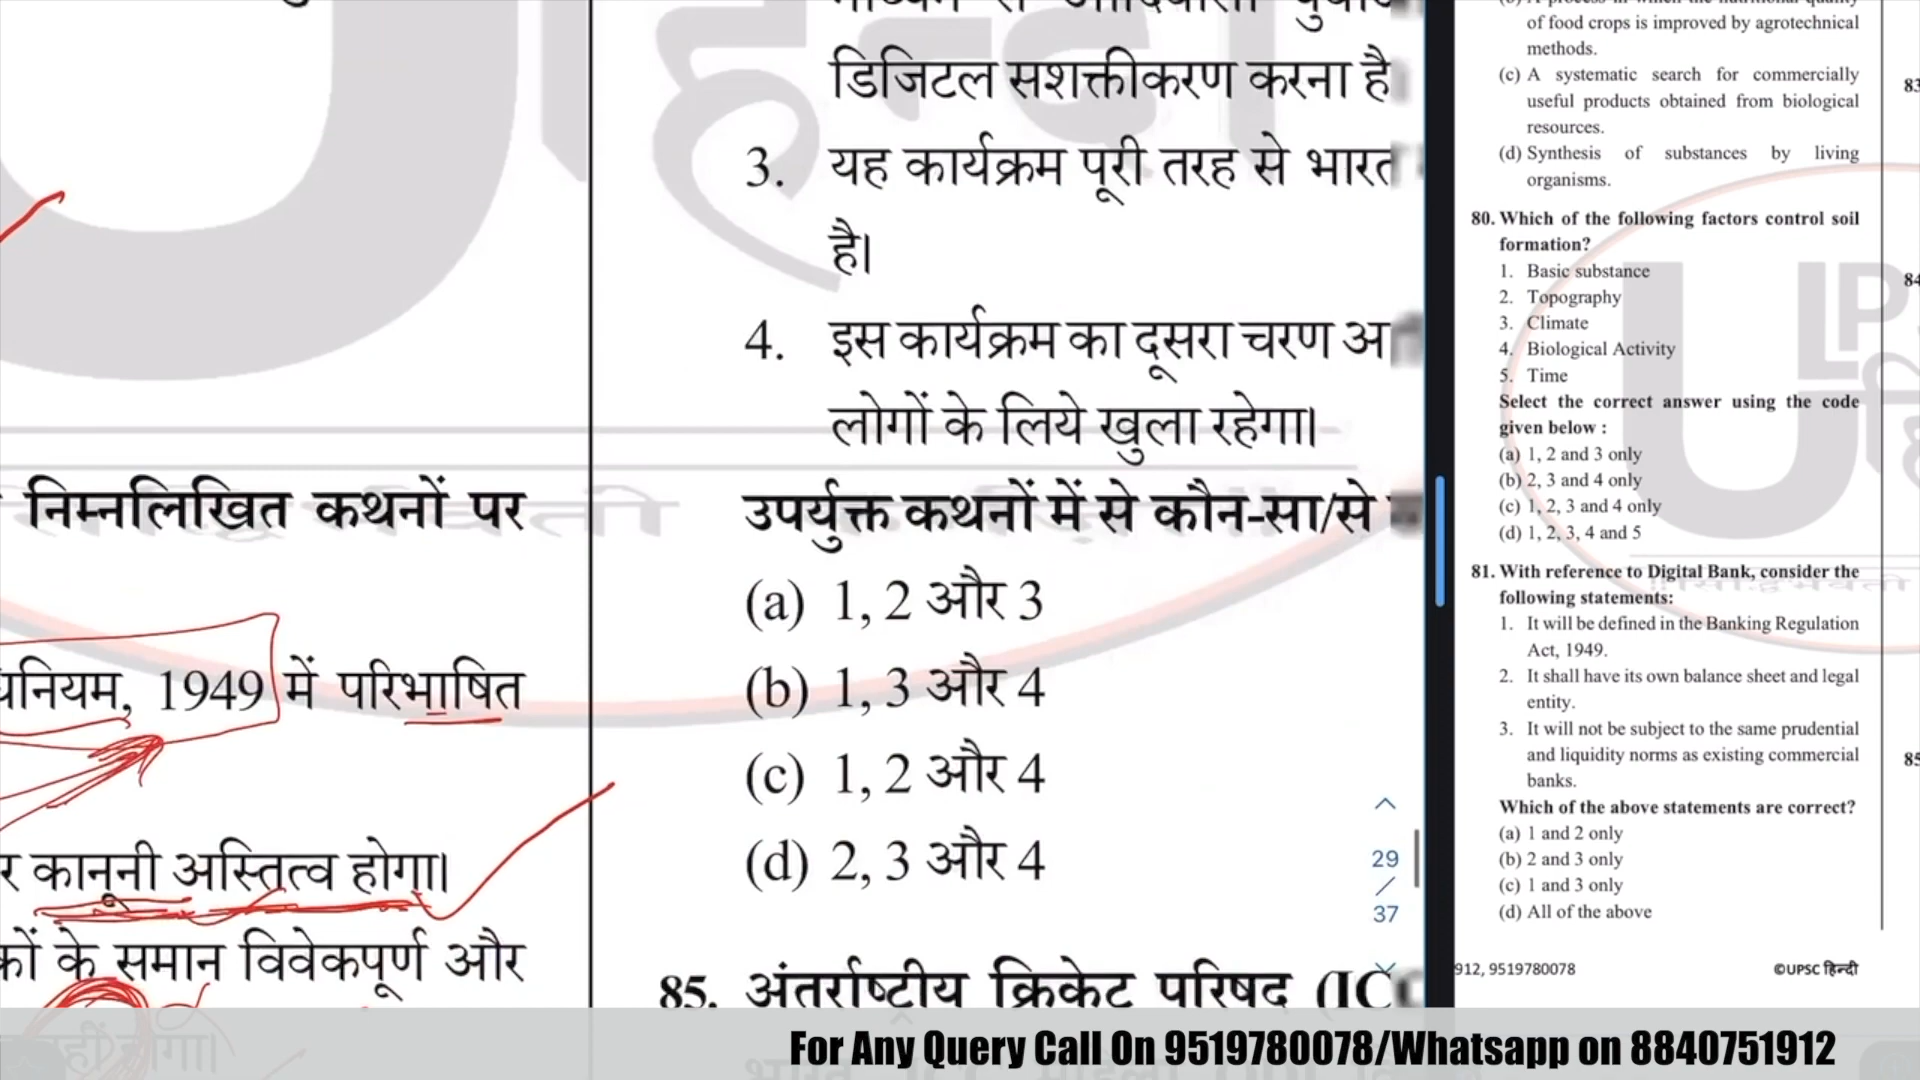 निम्नलिखित कथनों पर
1949 में परिभाषित
कानूनी अस्तित्व होगा।
के समान विवेकपूर्ण और
डिजिटल सशक्तीकरण करना है
3. यह कार्यक्रम पूरी तरह से भारत
है।
4. इस कार्यक्रम का दूसरा चरण
लोगों के लिये खुला रहेगा।
उपर्युक्त कथनों में से कौन-सा/से
(a) 1, 2 और 3
(b) 1, 3 और 4
(c) 1, 2 और 4
(d) 2, 3 और 4
29
/
37
85. अंतर्राष्ट्रीय क्रिकेट परिषद
of food crops is improved by agrotechnical
methods.
(c) A systematic search for commercially
useful products obtained from biological
resources.
(d) Synthesis of substances by living
organisms.
80. Which of the following factors control soil
formation?
1. Basic substance
2. Topography
3. Climate
4. Biological Activity
5. Time
Select the correct answer using the code
given below :
(a) 1, 2 and 3 only
(b) 2, 3 and 4 only
(c) 1, 2, 3 and 4 only
(d) 1, 2, 3, 4 and 5
81. With reference to Digital Bank, consider the
following statements:
1. It will be defined in the Banking Regulation
Act, 1949.
2. It shall have its own balance sheet and legal
entity.
3. It will not be subject to the same prudential
and liquidity norms as existing commercial
banks.
Which of the above statements are correct?
(a) 1 and 2 only
(b) 2 and 3 only
(c) 1 and 3 only
(d) All of the above
912, 9519780078 ©UPSC हिन्दी
83
84
85
For Any Query Call On 9519780078/Whatsapp on 8840751912